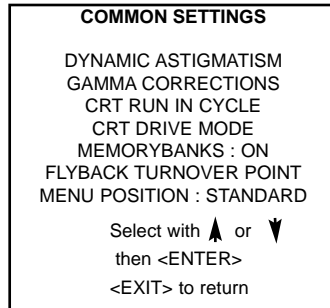 COMMON SETTINGS
DYNAMIC ASTIGMATISM
GAMMA CORRECTIONS
CRT RUN IN CYCLE
CRT DRIVE MODE
MEMORYBANKS : ON
FLYBACK TURNOVER POINT
MENU POSITION : STANDARD
Select with or
then <ENTER>
<EXIT> to return